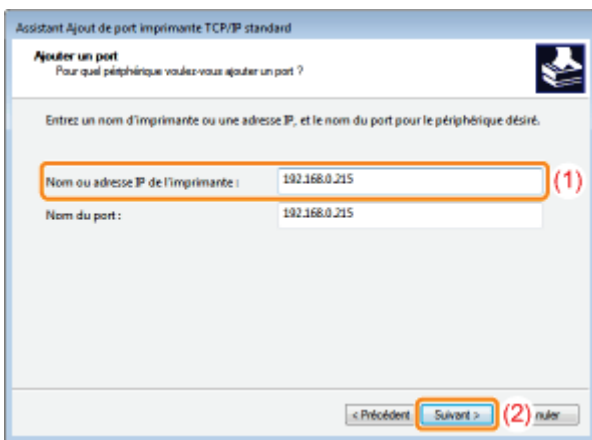 Assistant Ajout de port imprimante TCP/IP standard
Ajouter un port
Pour quel périphérique voulez-vous ajouter un port ?
Entrez un nom d'imprimante ou une adresse IP, et le nom du port pour le périphérique désiré.
Nom ou adresse IP de l'imprimante : 192.168.0.215 (1)
Nom du port : 192.168.0.215
< Précédent Suivant > (2) nuler